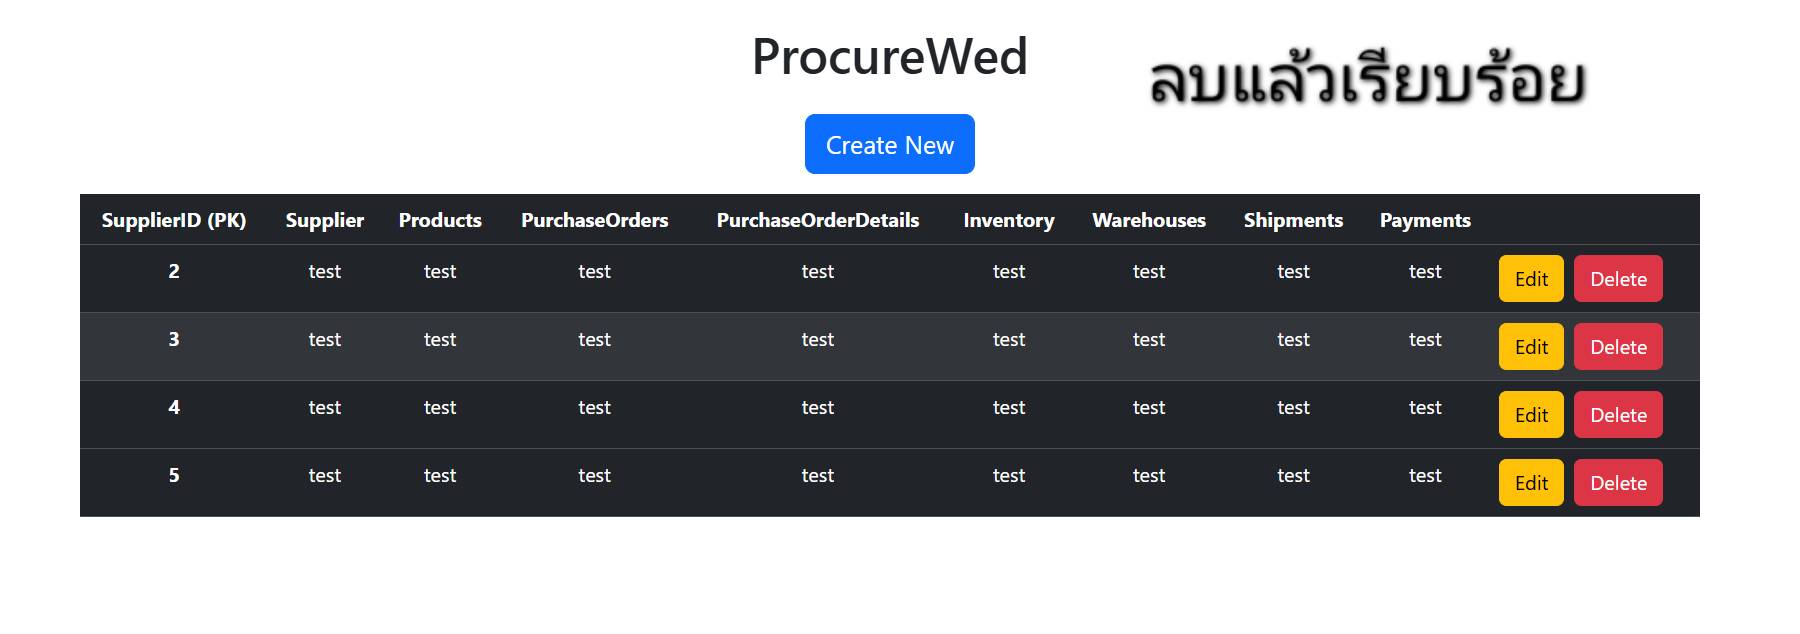 ProcureWed
ลบแล้วเรียบร้อย
Create New
SupplierID (PK) Supplier Products PurchaseOrders PurchaseOrderDetails Inventory Warehouses Shipments Payments
2 test test test test test test test test Edit Delete
3 test test test test test test test test Edit Delete
4 test test test test test test test test Edit Delete
5 test test test test test test test test Edit Delete